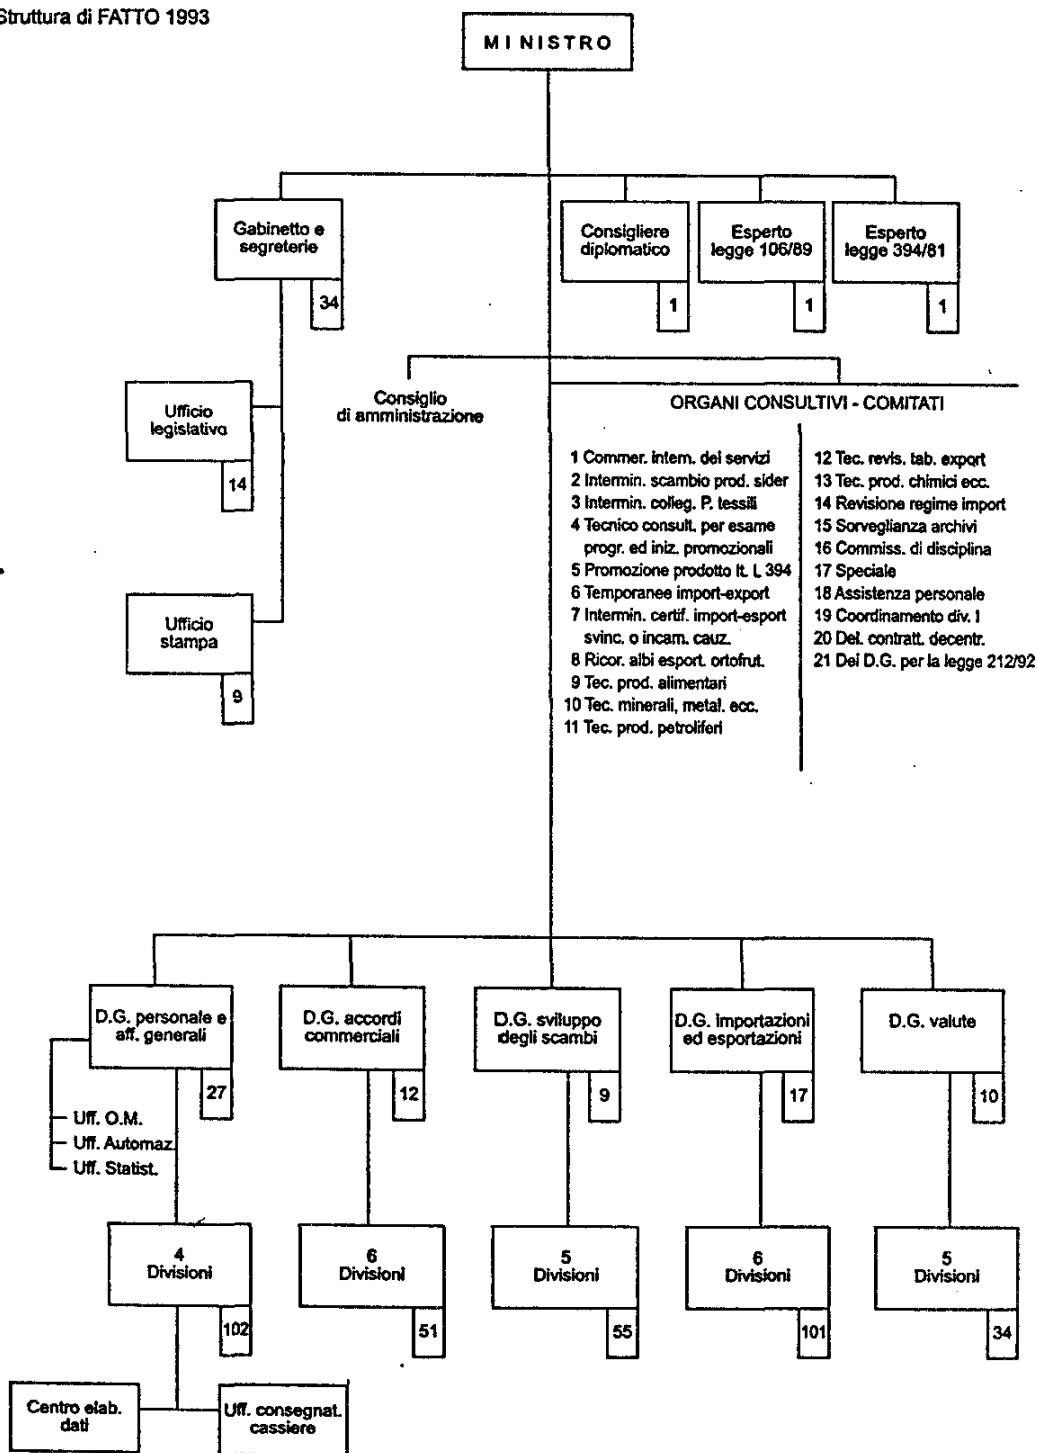 Struttura di FATTO 1993
MINISTRO
Gabinetto e
segreterie
34
Consigliere
diplomatico
1
Esperto
legge 106/89
1
Esperto
legge 394/81
1
Ufficio
legislativo
14
Ufficio
stampa
9
Consiglio
di amministrazione
ORGANI CONSULTIVI - COMITATI
1 Commer. intern. dei servizi
2 Intermin. scambio prod. sider
3 Intermin. colleg. P. tessili
4 Tecnico consult. per esame
progr. ed iniz. promozionali
5 Promozione prodotto It. L 394
6 Temporanee import-export
7 Intermin. certif. import-esport
svinc. o incam. cauz.
8 Ricor. albi esport. ortofrut.
9 Tec. prod. alimentari
10 Tec. minerali, metal. ecc.
11 Tec. prod. petroliferi
12 Tec. revis. tab. export
13 Tec. prod. chimici ecc.
14 Revisione regime import
15 Sorveglianza archivi
16 Commiss. di disciplina
17 Speciale
18 Assistenza personale
19 Coordinamento div. I
20 Del. contratt. decentr.
21 Dei D.G. per la legge 212/92
D.G. personale e
aff. generali
27
Uff. O.M.
Uff. Automaz.
Uff. Statist.
D.G. accordi
commerciali
12
D.G. sviluppo
degli scambi
9
D.G. importazioni
ed esportazioni
17
D.G. valute
10
4
Divisioni
102
6
Divisioni
51
5
Divisioni
55
6
Divisioni
101
5
Divisioni
34
Centro elab.
dati
Uff. consegnat.
cassiere